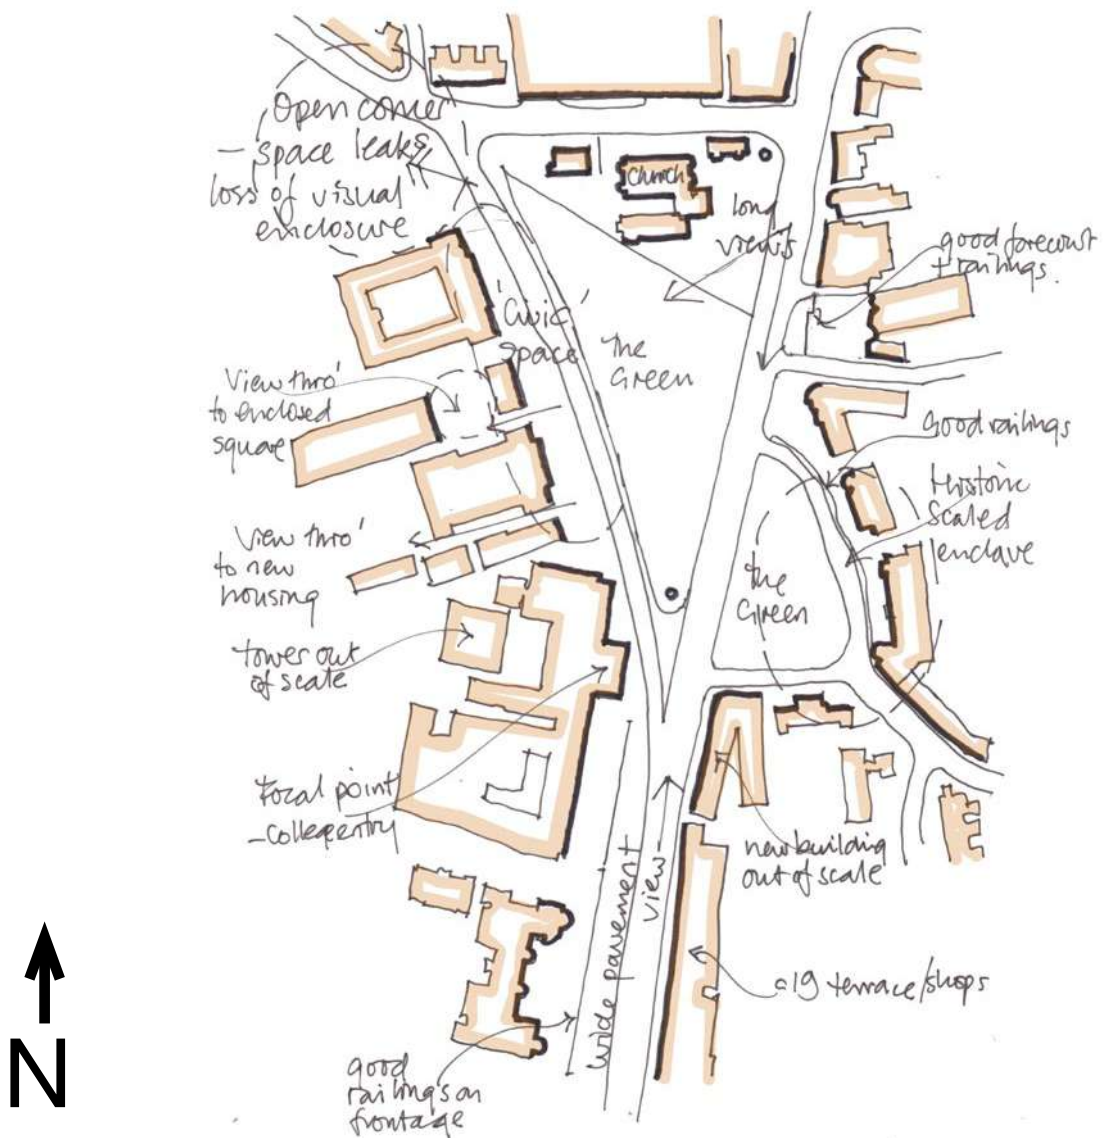 Open corner
– space leaks
loss of visual
enclosure
Church
long
views
good forecourt
+ railings.
'Civic'
space
The
Green
View thro'
to enclosed
square
good railings
Historic
scaled
enclave
View thro'
to new
housing
the
Green
tower out
of scale
Focal point
– college entry
new building
out of scale
view
wide pavement
c19 terrace/shops
good
railings on
frontage
N